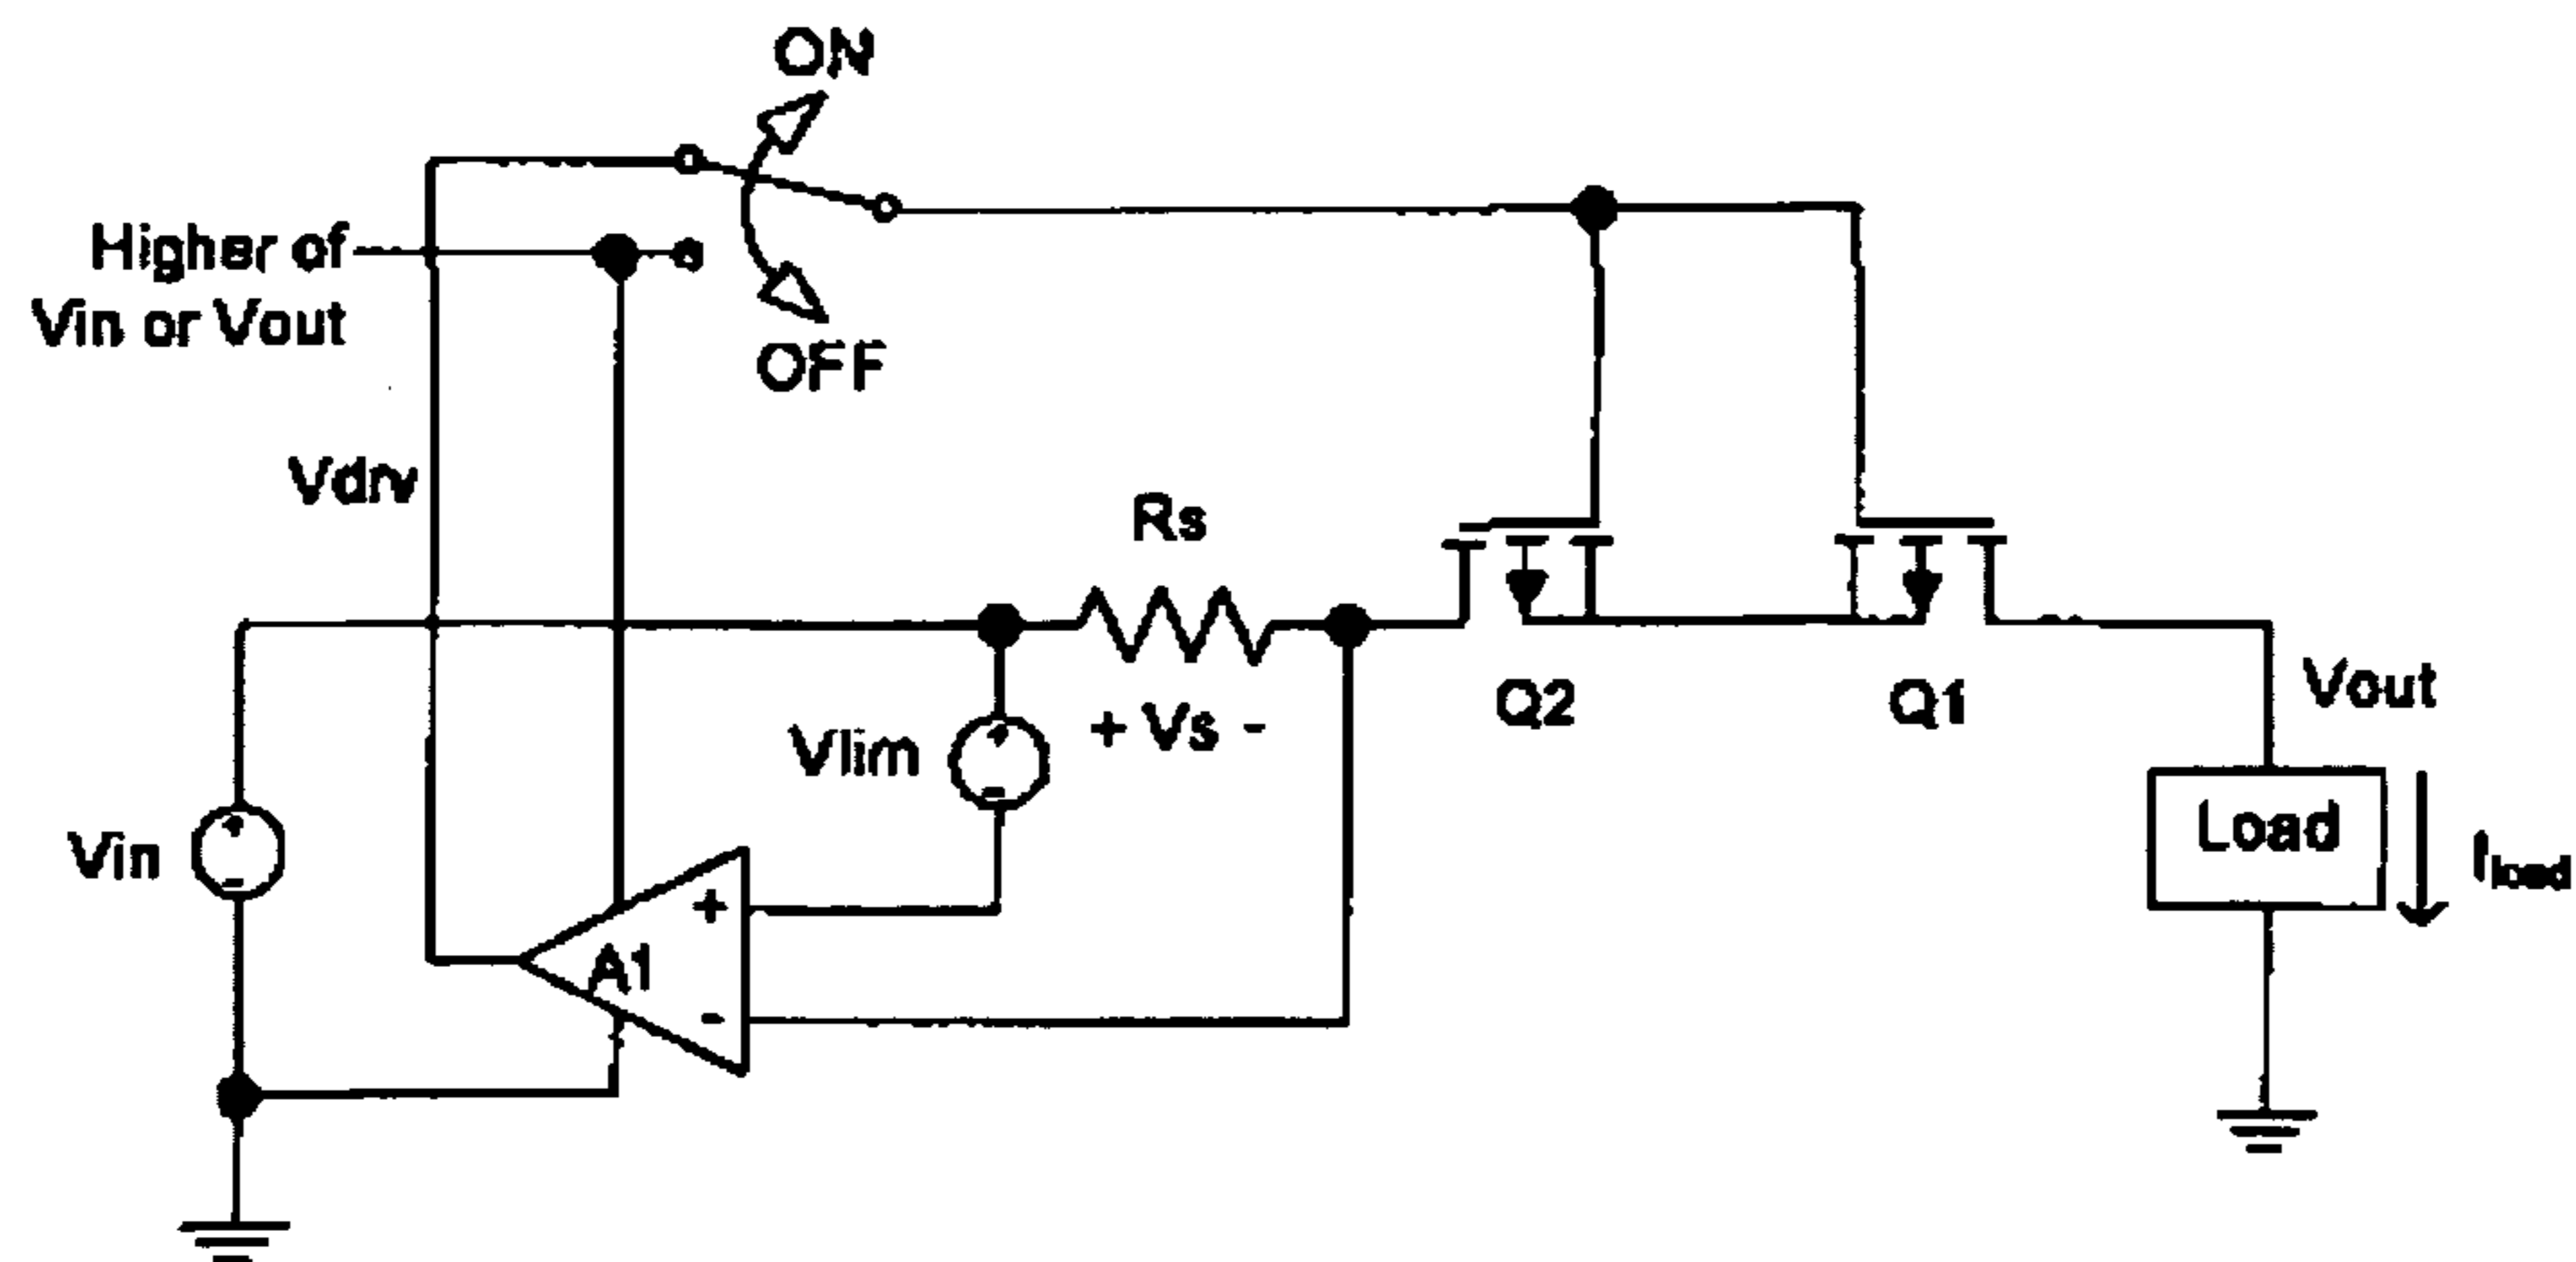 ON
Higher of
Vin or Vout
OFF
Vdrv
Rs
Q2
Q1
Vout
+ Vs -
Vlim
Load
Iload
Vin
+
A1
-